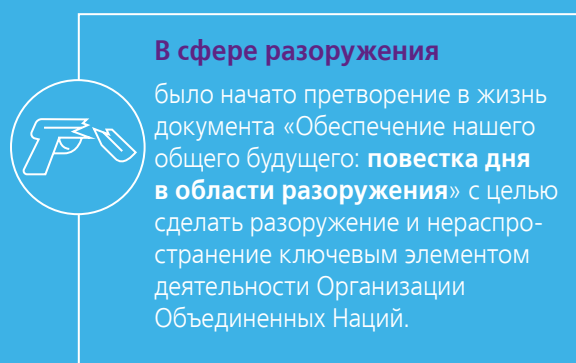 В сфере разоружения
было начато претворение в жизнь
документа «Обеспечение нашего
общего будущего: повестка дня
в области разоружения» с целью
сделать разоружение и нераспро-
странение ключевым элементом
деятельности Организации
Объединенных Наций.